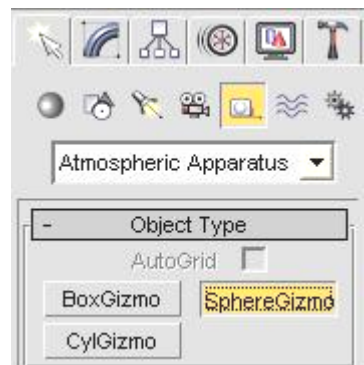 Atmospheric Apparatus
- Object Type
AutoGrid
BoxGizmo SphereGizmo
CylGizmo